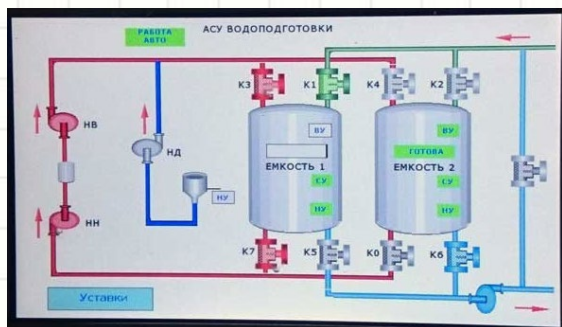 АСУ ВОДОПОДГОТОВКИ
РАБОТА
АВТО
К3
К1
К4
К2
НВ
НД
НУ
НН
ВУ
ЕМКОСТЬ 1
СУ
НУ
ВУ
ГОТОВА
ЕМКОСТЬ 2
СУ
НУ
К7
К5
К0
К6
Уставки